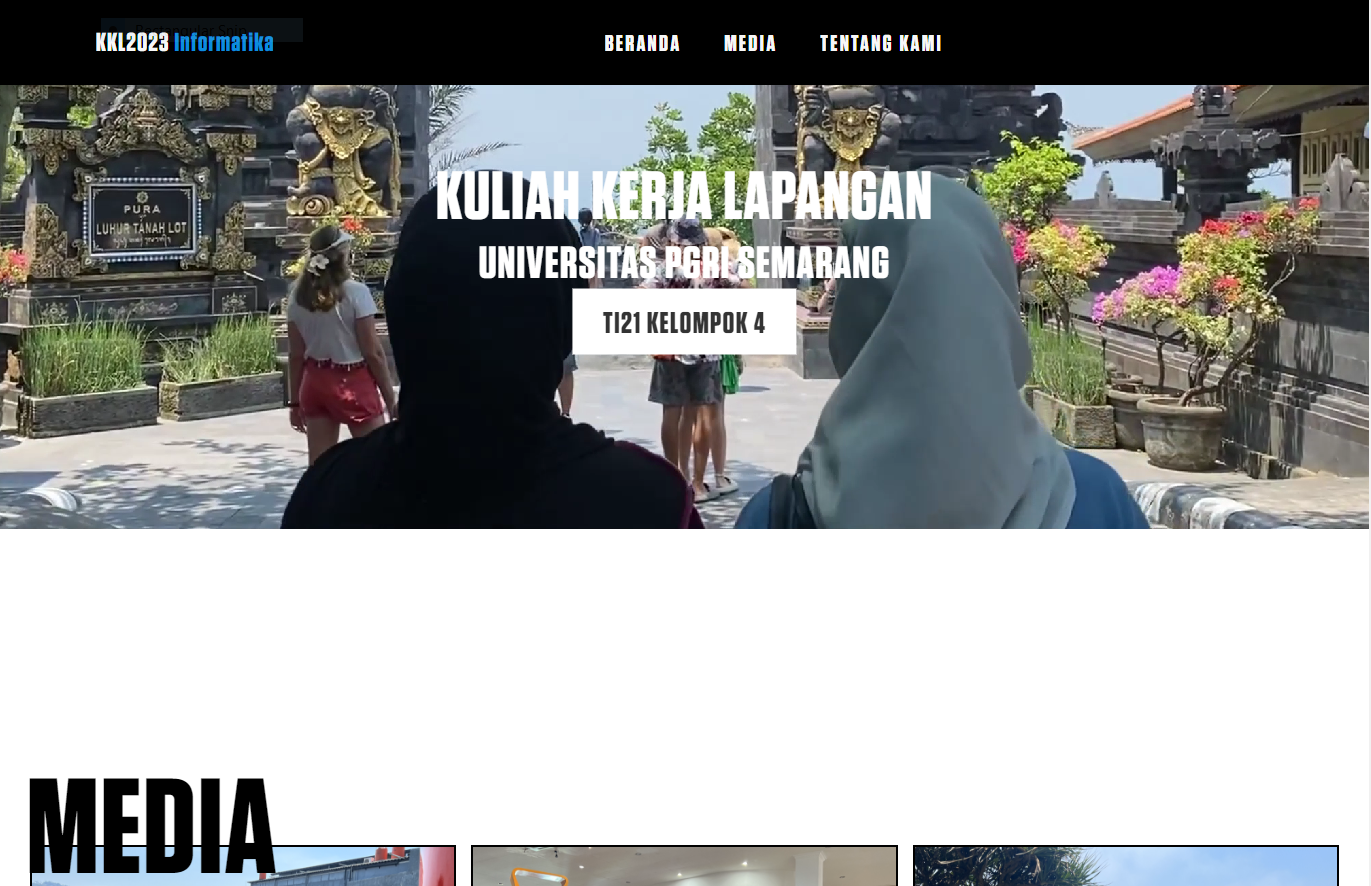 KKL2023 Informatika
BERANDA MEDIA TENTANG KAMI
PURA
LUHUR TANAH LOT
KULIAH KERJA LAPANGAN
UNIVERSITAS PGRI SEMARANG
TI21 KELOMPOK 4
MEDIA